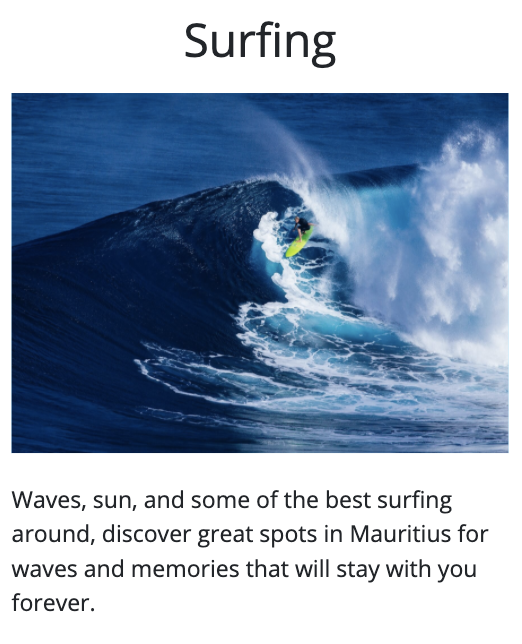 Surfing
Waves, sun, and some of the best surfing
around, discover great spots in Mauritius for
waves and memories that will stay with you
forever.